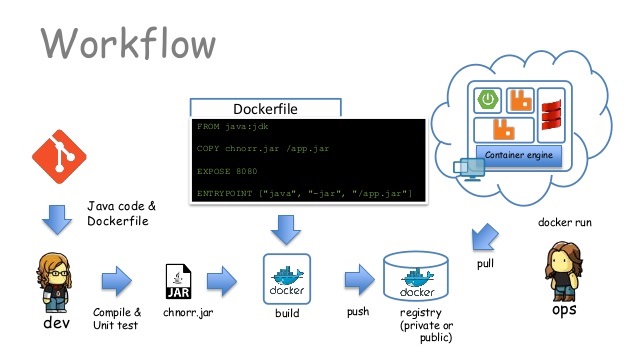 Workflow
Dockerfile
FROM java:jdk
COPY chnorr.jar /app.jar
EXPOSE 8080
ENTRYPOINT ["java", "-jar", "/app.jar"]
Container engine
Java code &
Dockerfile
docker run
pull
dev
Compile &
Unit test
JAR
chnorr.jar
docker
build
push
docker
registry
(private or
public)
ops